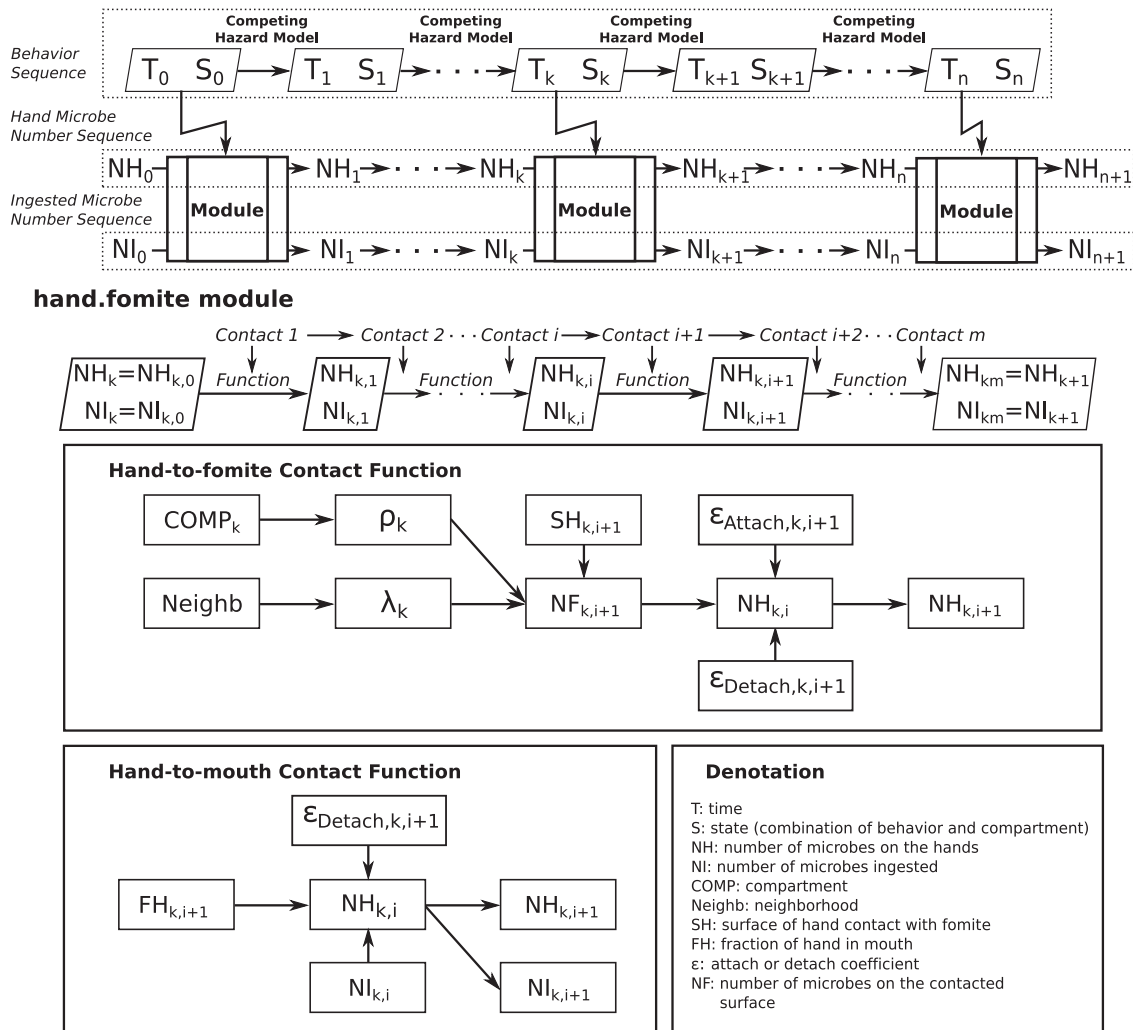 Competing Hazard Model
Competing Hazard Model
Competing Hazard Model
Competing Hazard Model
Behavior Sequence
T0 S0
T1 S1
· · ·
Tk Sk
Tk+1 Sk+1
· · ·
Tn Sn
Hand Microbe Number Sequence
NH0
NH1
· · ·
NHk
NHk+1
· · ·
NHn
NHn+1
Module
Module
Module
Ingested Microbe Number Sequence
NI0
NI1
· · ·
NIk
NIk+1
· · ·
NIn
NIn+1
hand.fomite module
Contact 1
Contact 2 · · · Contact i
Contact i+1
Contact i+2 · · · Contact m
NHk=NHk,0
NIk=NIk,0
Function
NHk,1
NIk,1
Function
· · ·
NHk,i
NIk,i
Function
NHk,i+1
NIk,i+1
Function
· · ·
NHkm=NHk+1
NIkm=NIk+1
Hand-to-fomite Contact Function
COMPk
ρk
SHk,i+1
εAttach,k,i+1
Neighb
λk
NFk,i+1
NHk,i
NHk,i+1
εDetach,k,i+1
Hand-to-mouth Contact Function
εDetach,k,i+1
FHk,i+1
NHk,i
NHk,i+1
NIk,i
NIk,i+1
Denotation
T: time
S: state (combination of behavior and compartment)
NH: number of microbes on the hands
NI: number of microbes ingested
COMP: compartment
Neighb: neighborhood
SH: surface of hand contact with fomite
FH: fraction of hand in mouth
ε: attach or detach coefficient
NF: number of microbes on the contacted
surface